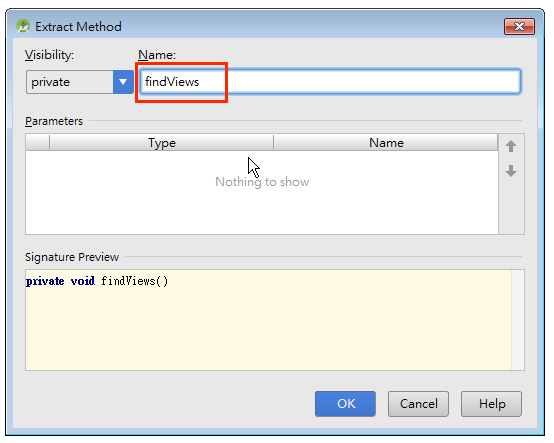 Extract Method
Visibility: Name:
private findViews
Parameters
Type Name
Nothing to show
Signature Preview
private void findViews()
OK Cancel Help